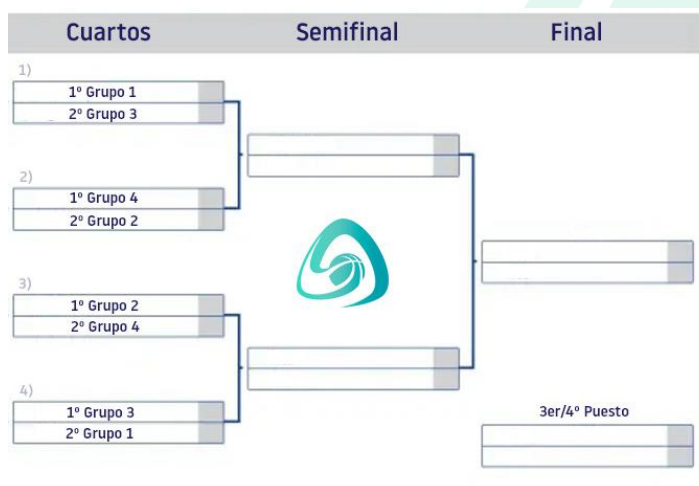 Cuartos
Semifinal
Final
1)
1º Grupo 1
2º Grupo 3
2)
1º Grupo 4
2º Grupo 2
3)
1º Grupo 2
2º Grupo 4
4)
1º Grupo 3
2º Grupo 1
3er/4º Puesto